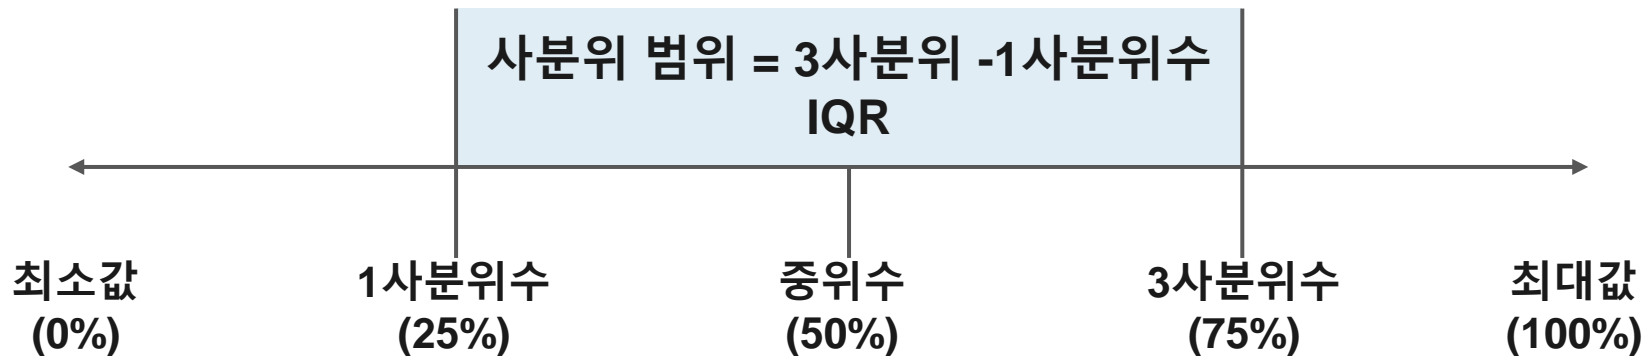 사분위 범위 = 3사분위 -1사분위수
IQR
최소값
(0%)
1사분위수
(25%)
중위수
(50%)
3사분위수
(75%)
최대값
(100%)